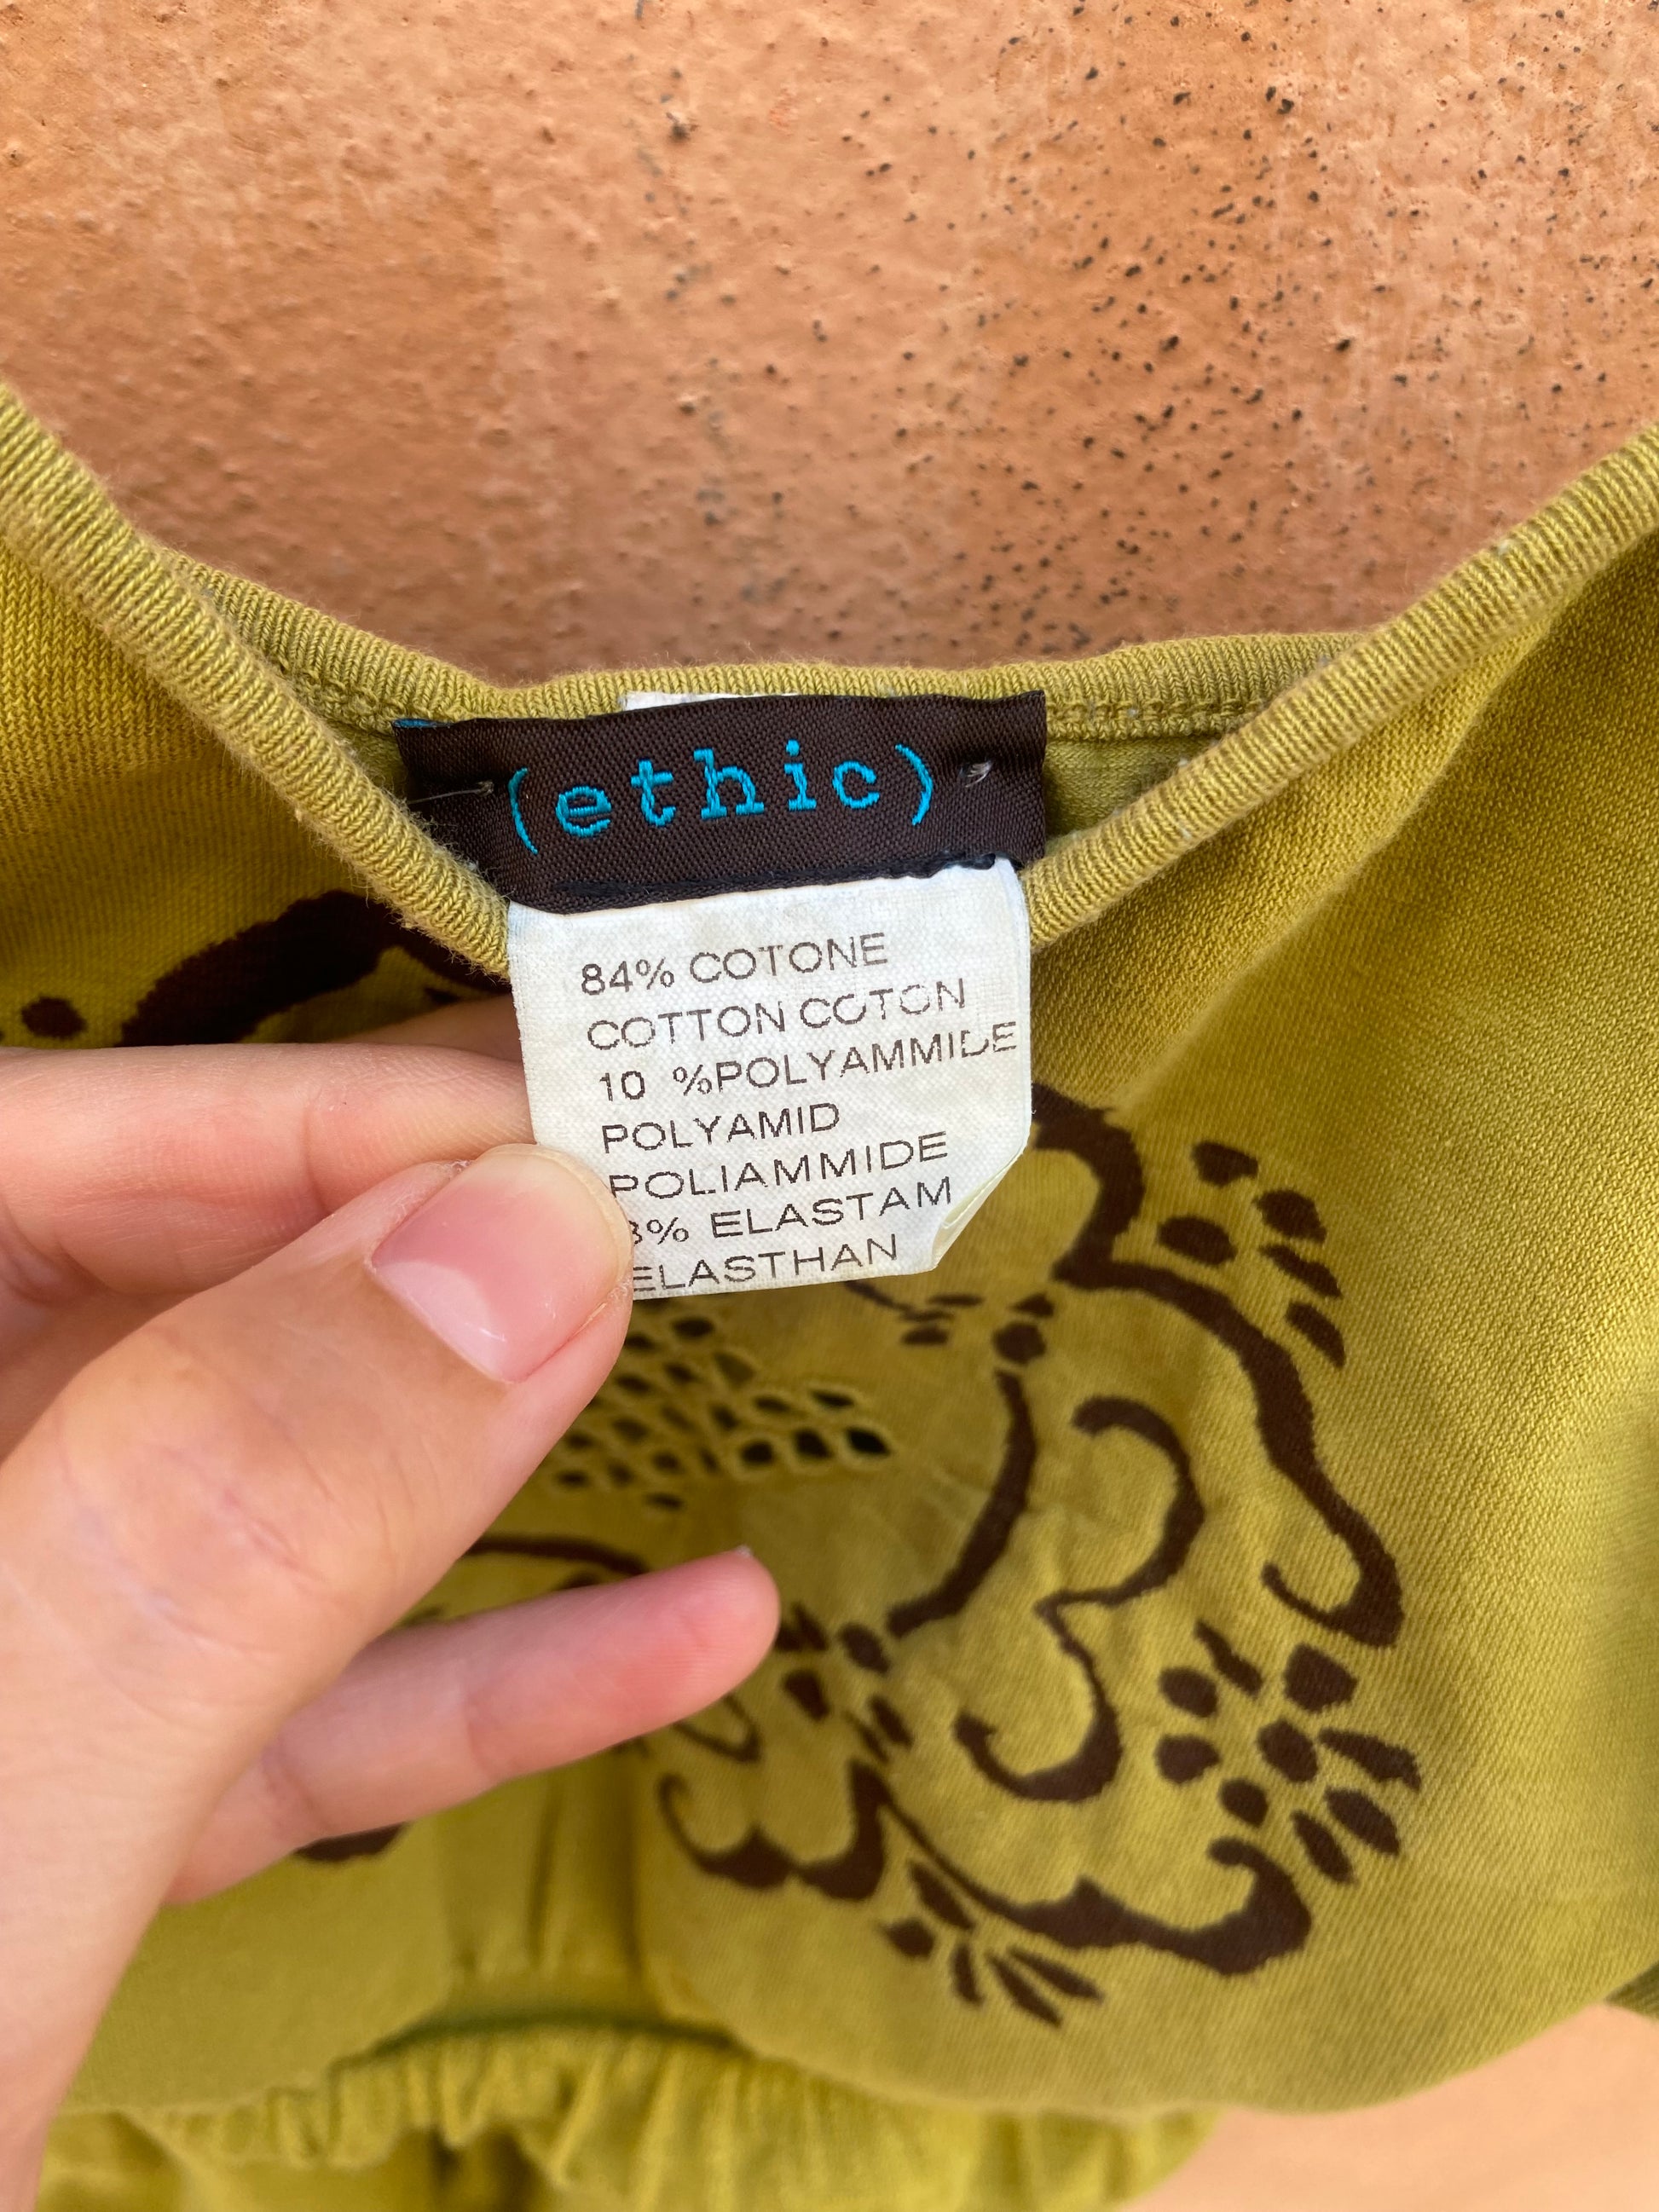 (ethic)
84% COTONE
COTTON COTON
10 %POLYAMMIDE
POLYAMID
POLIAMMIDE
% ELASTAM
ELASTHAN